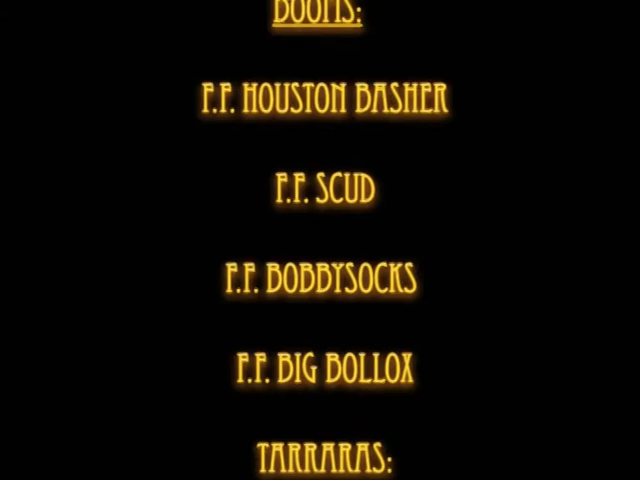 BOOMS:
F.F. HOUSTON BASHER
F.F. SCUD
F.F. BOBBYSOCKS
F.F. BIG BOLLOX
TARRARAS: